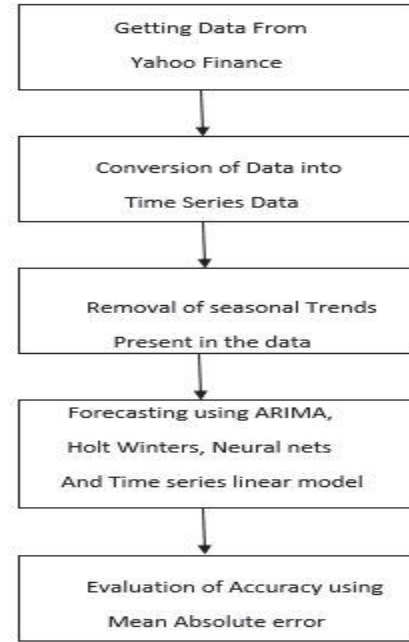 Getting Data From
Yahoo Finance
Conversion of Data into
Time Series Data
Removal of seasonal Trends
Present in the data
Forecasting using ARIMA,
Holt Winters, Neural nets
And Time series linear model
Evaluation of Accuracy using
Mean Absolute error